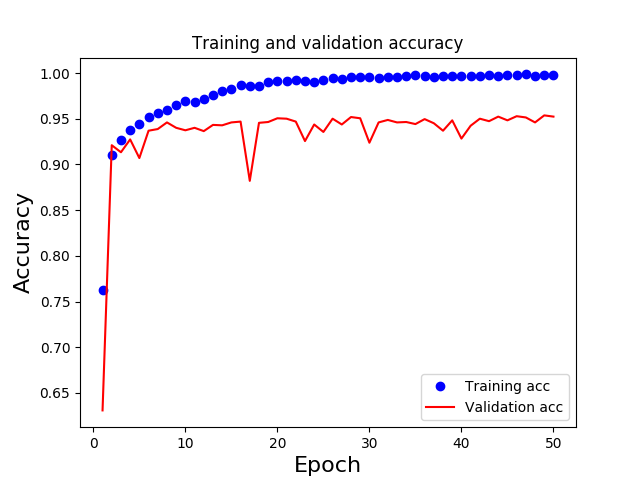 Training and validation accuracy
1.00
0.95
0.90
0.85
0.80
0.75
0.70
0.65
Accuracy
0 10 20 30 40 50
Epoch
Training acc
Validation acc